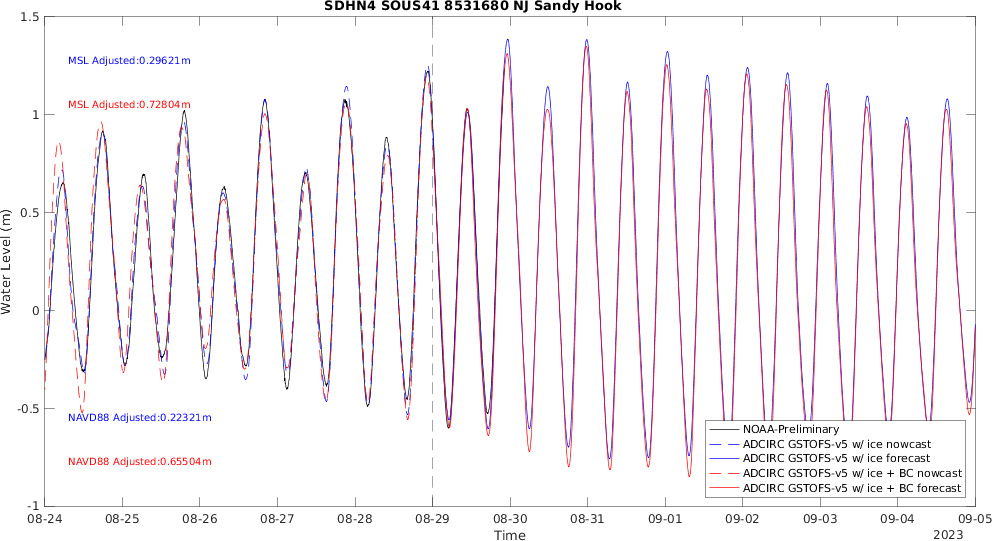 SDHN4 SOUS41 8531680 NJ Sandy Hook
1.5
MSL Adjusted:0.29621m
MSL Adjusted:0.72804m
1
0.5
Water Level (m)
0
-0.5
NAVD88 Adjusted:0.22321m
NAVD88 Adjusted:0.65504m
NOAA-Preliminary
ADCIRC GSTOFS-v5 w/ ice nowcast
ADCIRC GSTOFS-v5 w/ ice forecast
ADCIRC GSTOFS-v5 w/ ice + BC nowcast
ADCIRC GSTOFS-v5 w/ ice + BC forecast
-1
08-24 08-25 08-26 08-27 08-28 08-29 08-30 08-31 09-01 09-02 09-03 09-04 09-05
Time
2023